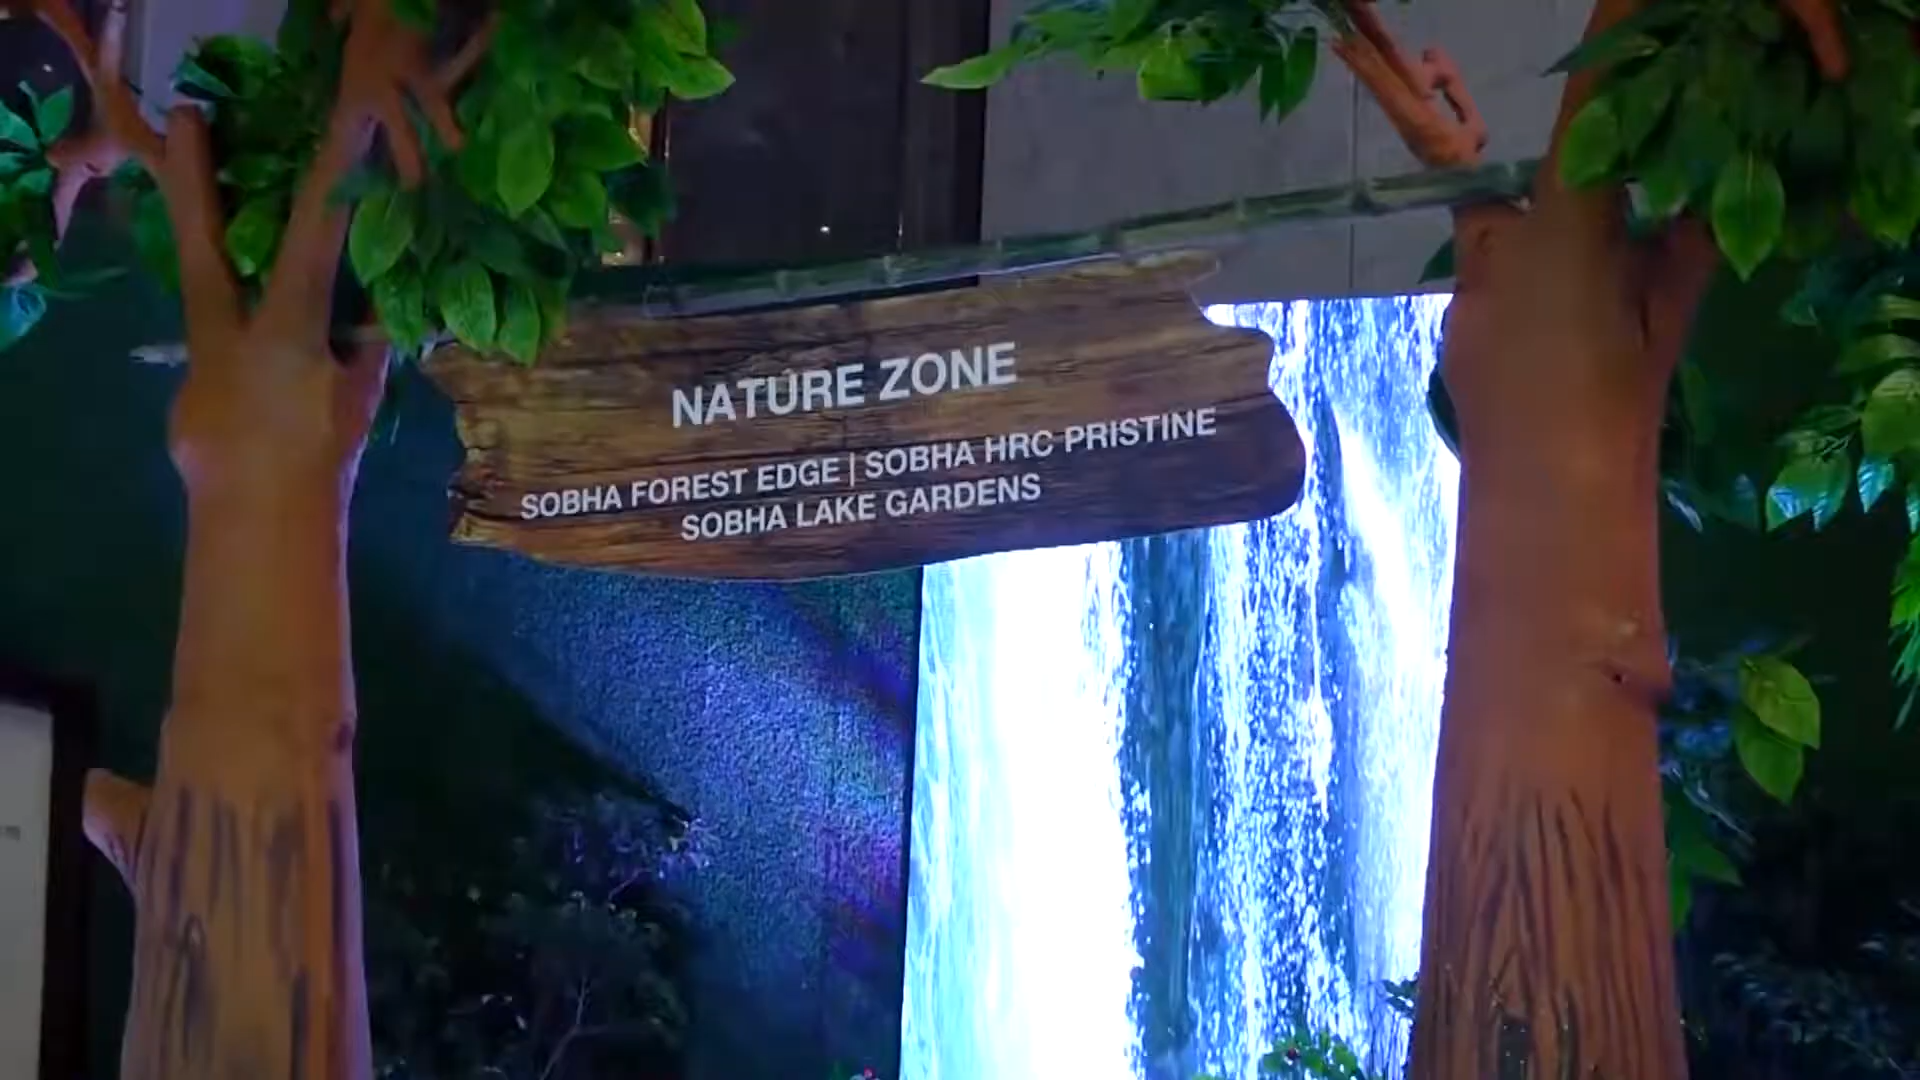 NATURE ZONE
SOBHA FOREST EDGE | SOBHA HRC PRISTINE
SOBHA LAKE GARDENS